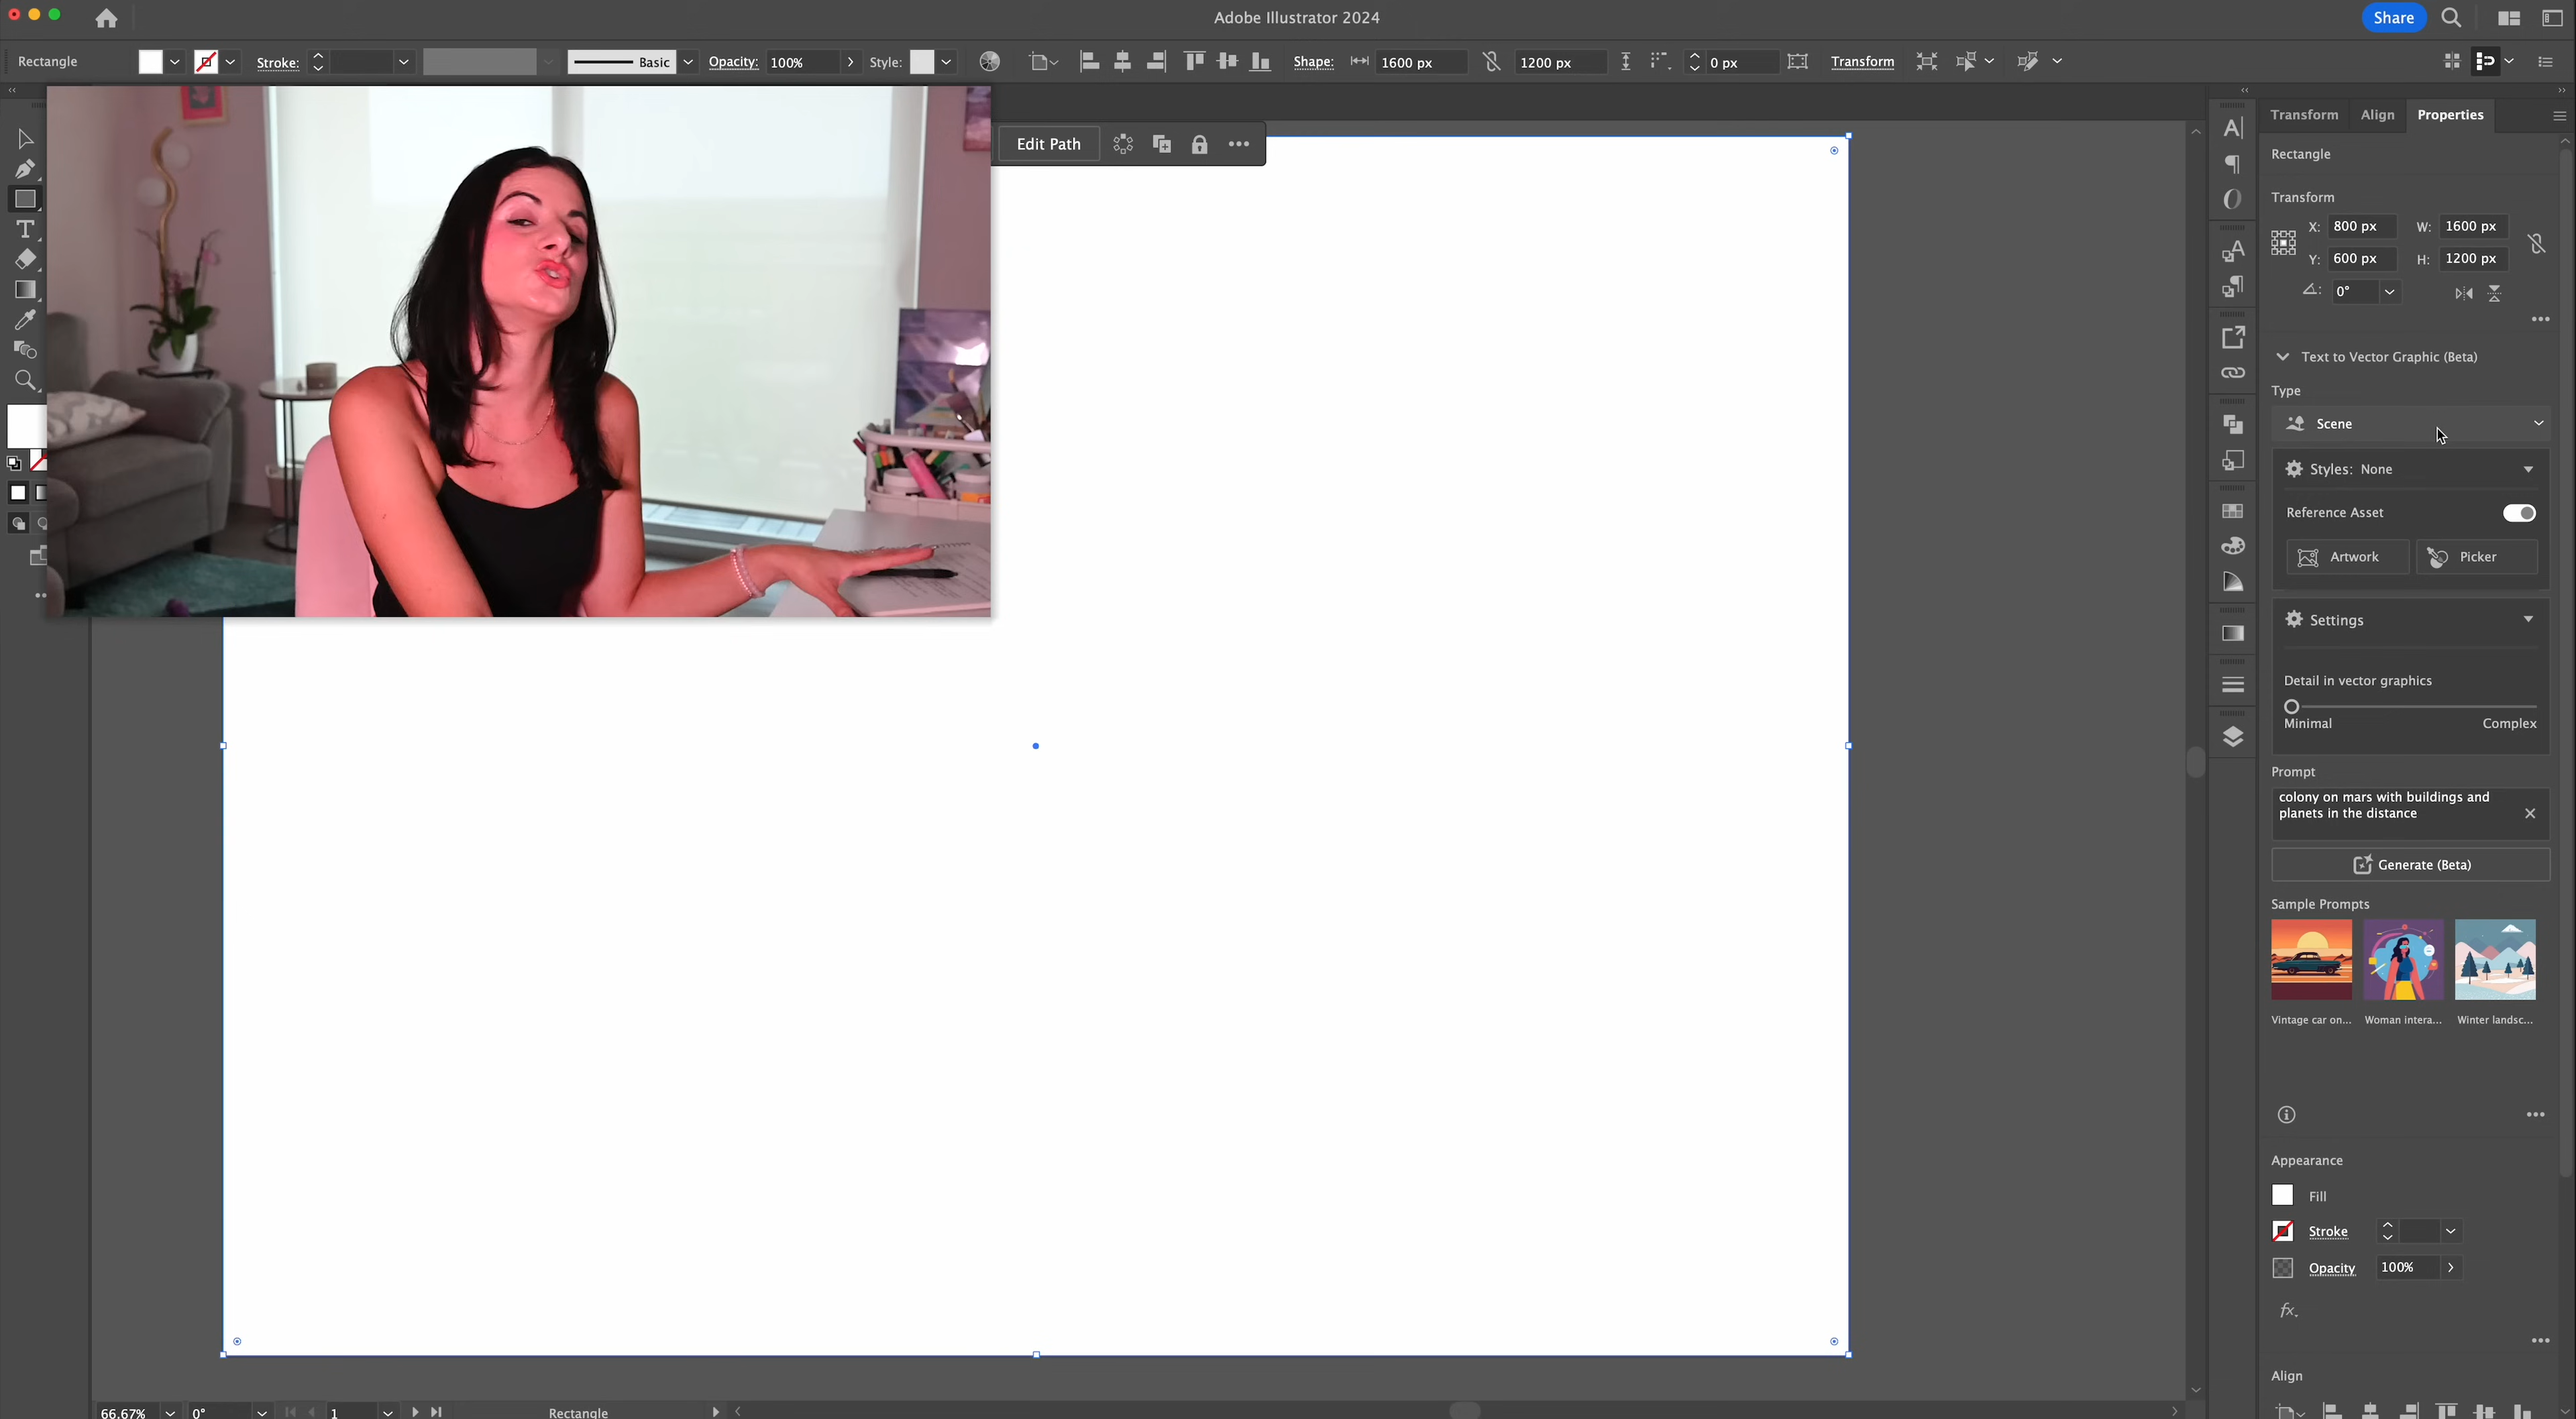 Adobe Illustrator 2024
Share
Rectangle
Stroke:
Basic
Opacity: 100%
Style:
Shape: 1600 px 1200 px
0 px
Transform
Edit Path
Transform Align Properties
Rectangle
Transform
X: 800 px W: 1600 px
Y: 600 px H: 1200 px
0°
Text to Vector Graphic (Beta)
Type
Scene
Styles: None
Reference Asset
Artwork Picker
Settings
Detail in vector graphics
Minimal Complex
Prompt
colony on mars with buildings and
planets in the distance
Generate (Beta)
Sample Prompts
Vintage car on... Woman intera... Winter landsc...
Appearance
Fill
Stroke
Opacity 100%
fx.
Align
66.67% 0° 1 Rectangle